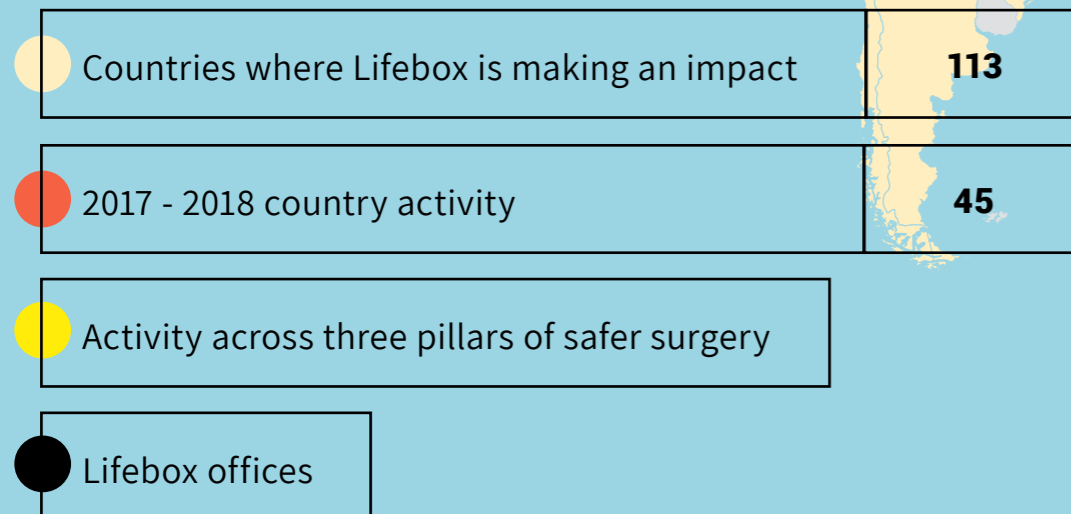 Countries where Lifebox is making an impact 113
2017 - 2018 country activity 45
Activity across three pillars of safer surgery
Lifebox offices